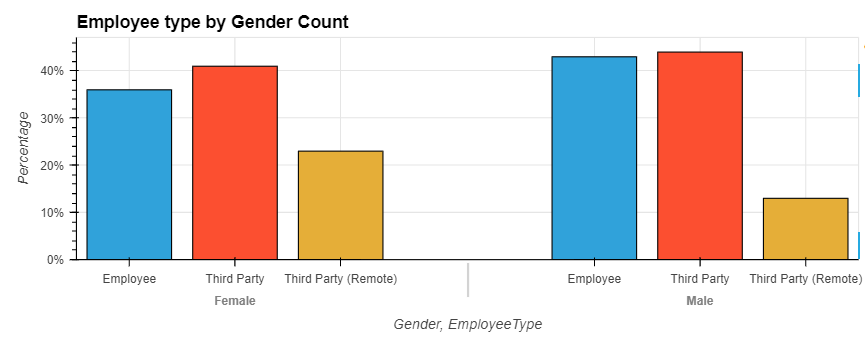 Employee type by Gender Count
Percentage
40%
30%
20%
10%
0%
Employee Third Party Third Party (Remote) Employee Third Party Third Party (Remote)
Female Male
Gender, EmployeeType